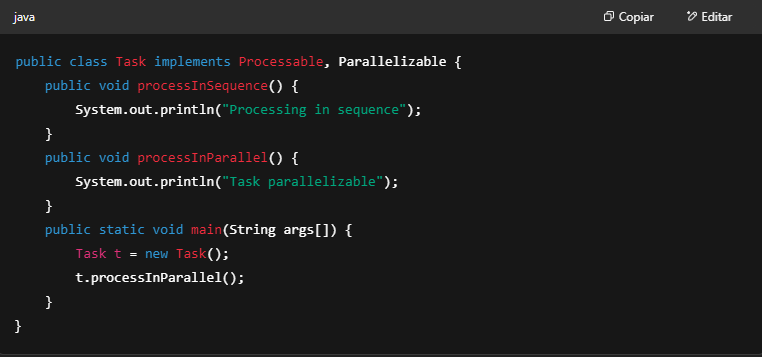 java Copiar Editar
public class Task implements Processable, Parallelizable {
    public void processInSequence() {
        System.out.println("Processing in sequence");
    }
    public void processInParallel() {
        System.out.println("Task parallelizable");
    }
    public static void main(String args[]) {
        Task t = new Task();
        t.processInParallel();
    }
}